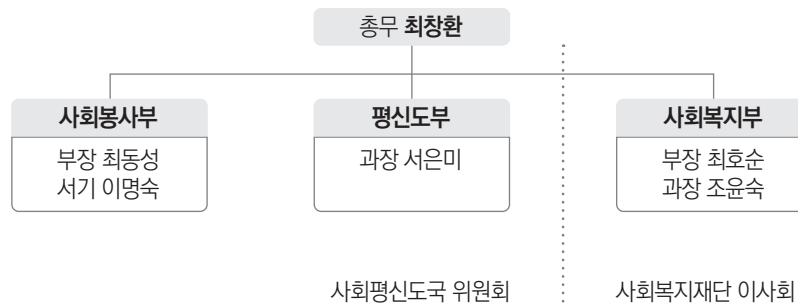 총무 최창환
사회봉사부
부장 최동성
서기 이명숙
평신도부
과장 서은미
사회복지부
부장 최호순
과장 조윤숙
사회평신도국 위원회
사회복지재단 이사회